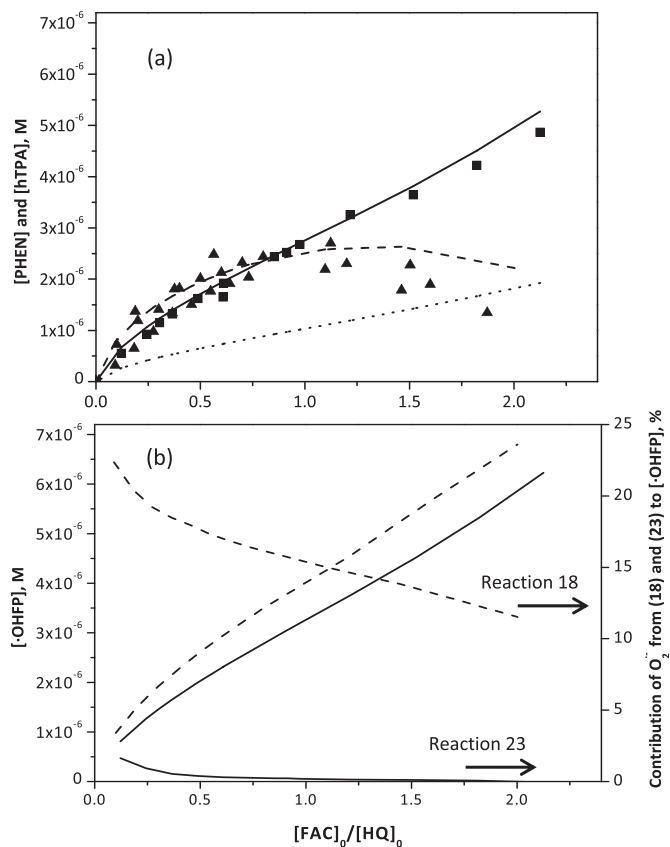 7x10⁻⁶
6x10⁻⁶
5x10⁻⁶
4x10⁻⁶
3x10⁻⁶
2x10⁻⁶
1x10⁻⁶
0
(a)
[PHEN] and [hTPA], M
0.0 0.5 1.0 1.5 2.0
7x10⁻⁶
6x10⁻⁶
5x10⁻⁶
4x10⁻⁶
3x10⁻⁶
2x10⁻⁶
1x10⁻⁶
0
(b)
[·OHFP], M
Reaction 18
Reaction 23
25
20
15
10
5
0
Contribution of O₂˙˙ from (18) and (23) to [·OHFP], %
0.0 0.5 1.0 1.5 2.0
[FAC]₀/[HQ]₀